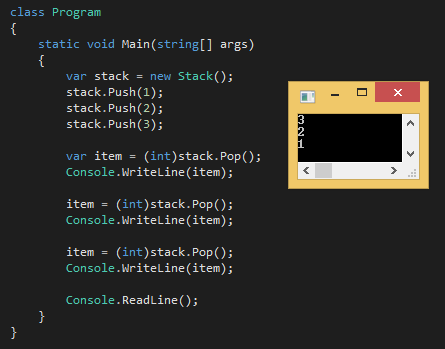 class Program
{
    static void Main(string[] args)
    {
        var stack = new Stack();
        stack.Push(1);
        stack.Push(2);
        stack.Push(3);

        var item = (int)stack.Pop();
        Console.WriteLine(item);

        item = (int)stack.Pop();
        Console.WriteLine(item);

        item = (int)stack.Pop();
        Console.WriteLine(item);

        Console.ReadLine();
    }
}
3
2
1